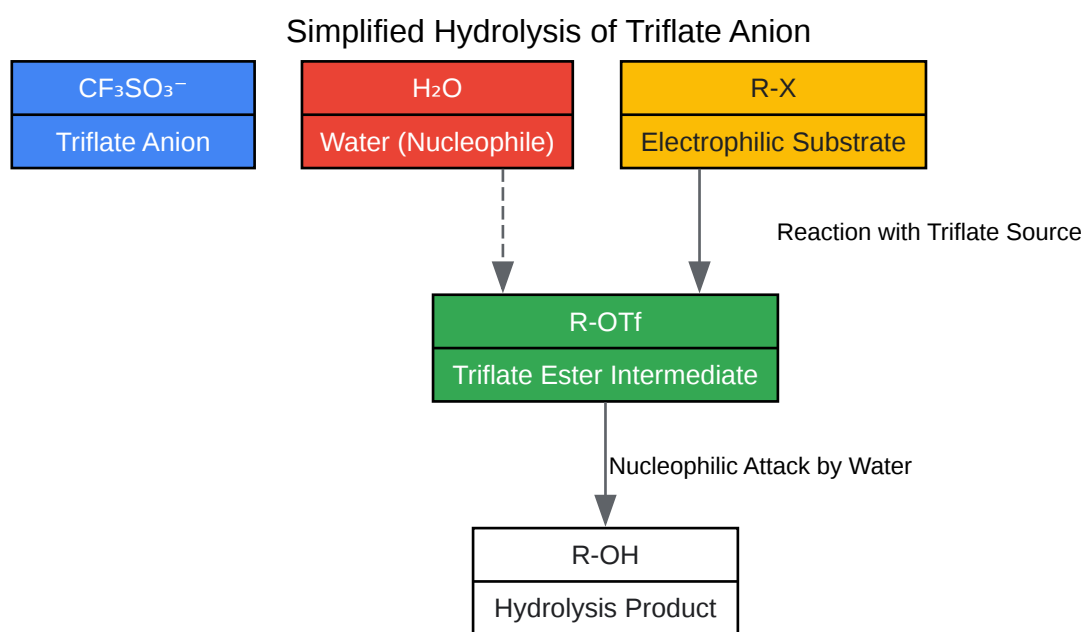 Simplified Hydrolysis of Triflate Anion
CF₃SO₃⁻
Triflate Anion
H₂O
Water (Nucleophile)
R-X
Electrophilic Substrate
Reaction with Triflate Source
R-OTf
Triflate Ester Intermediate
Nucleophilic Attack by Water
R-OH
Hydrolysis Product